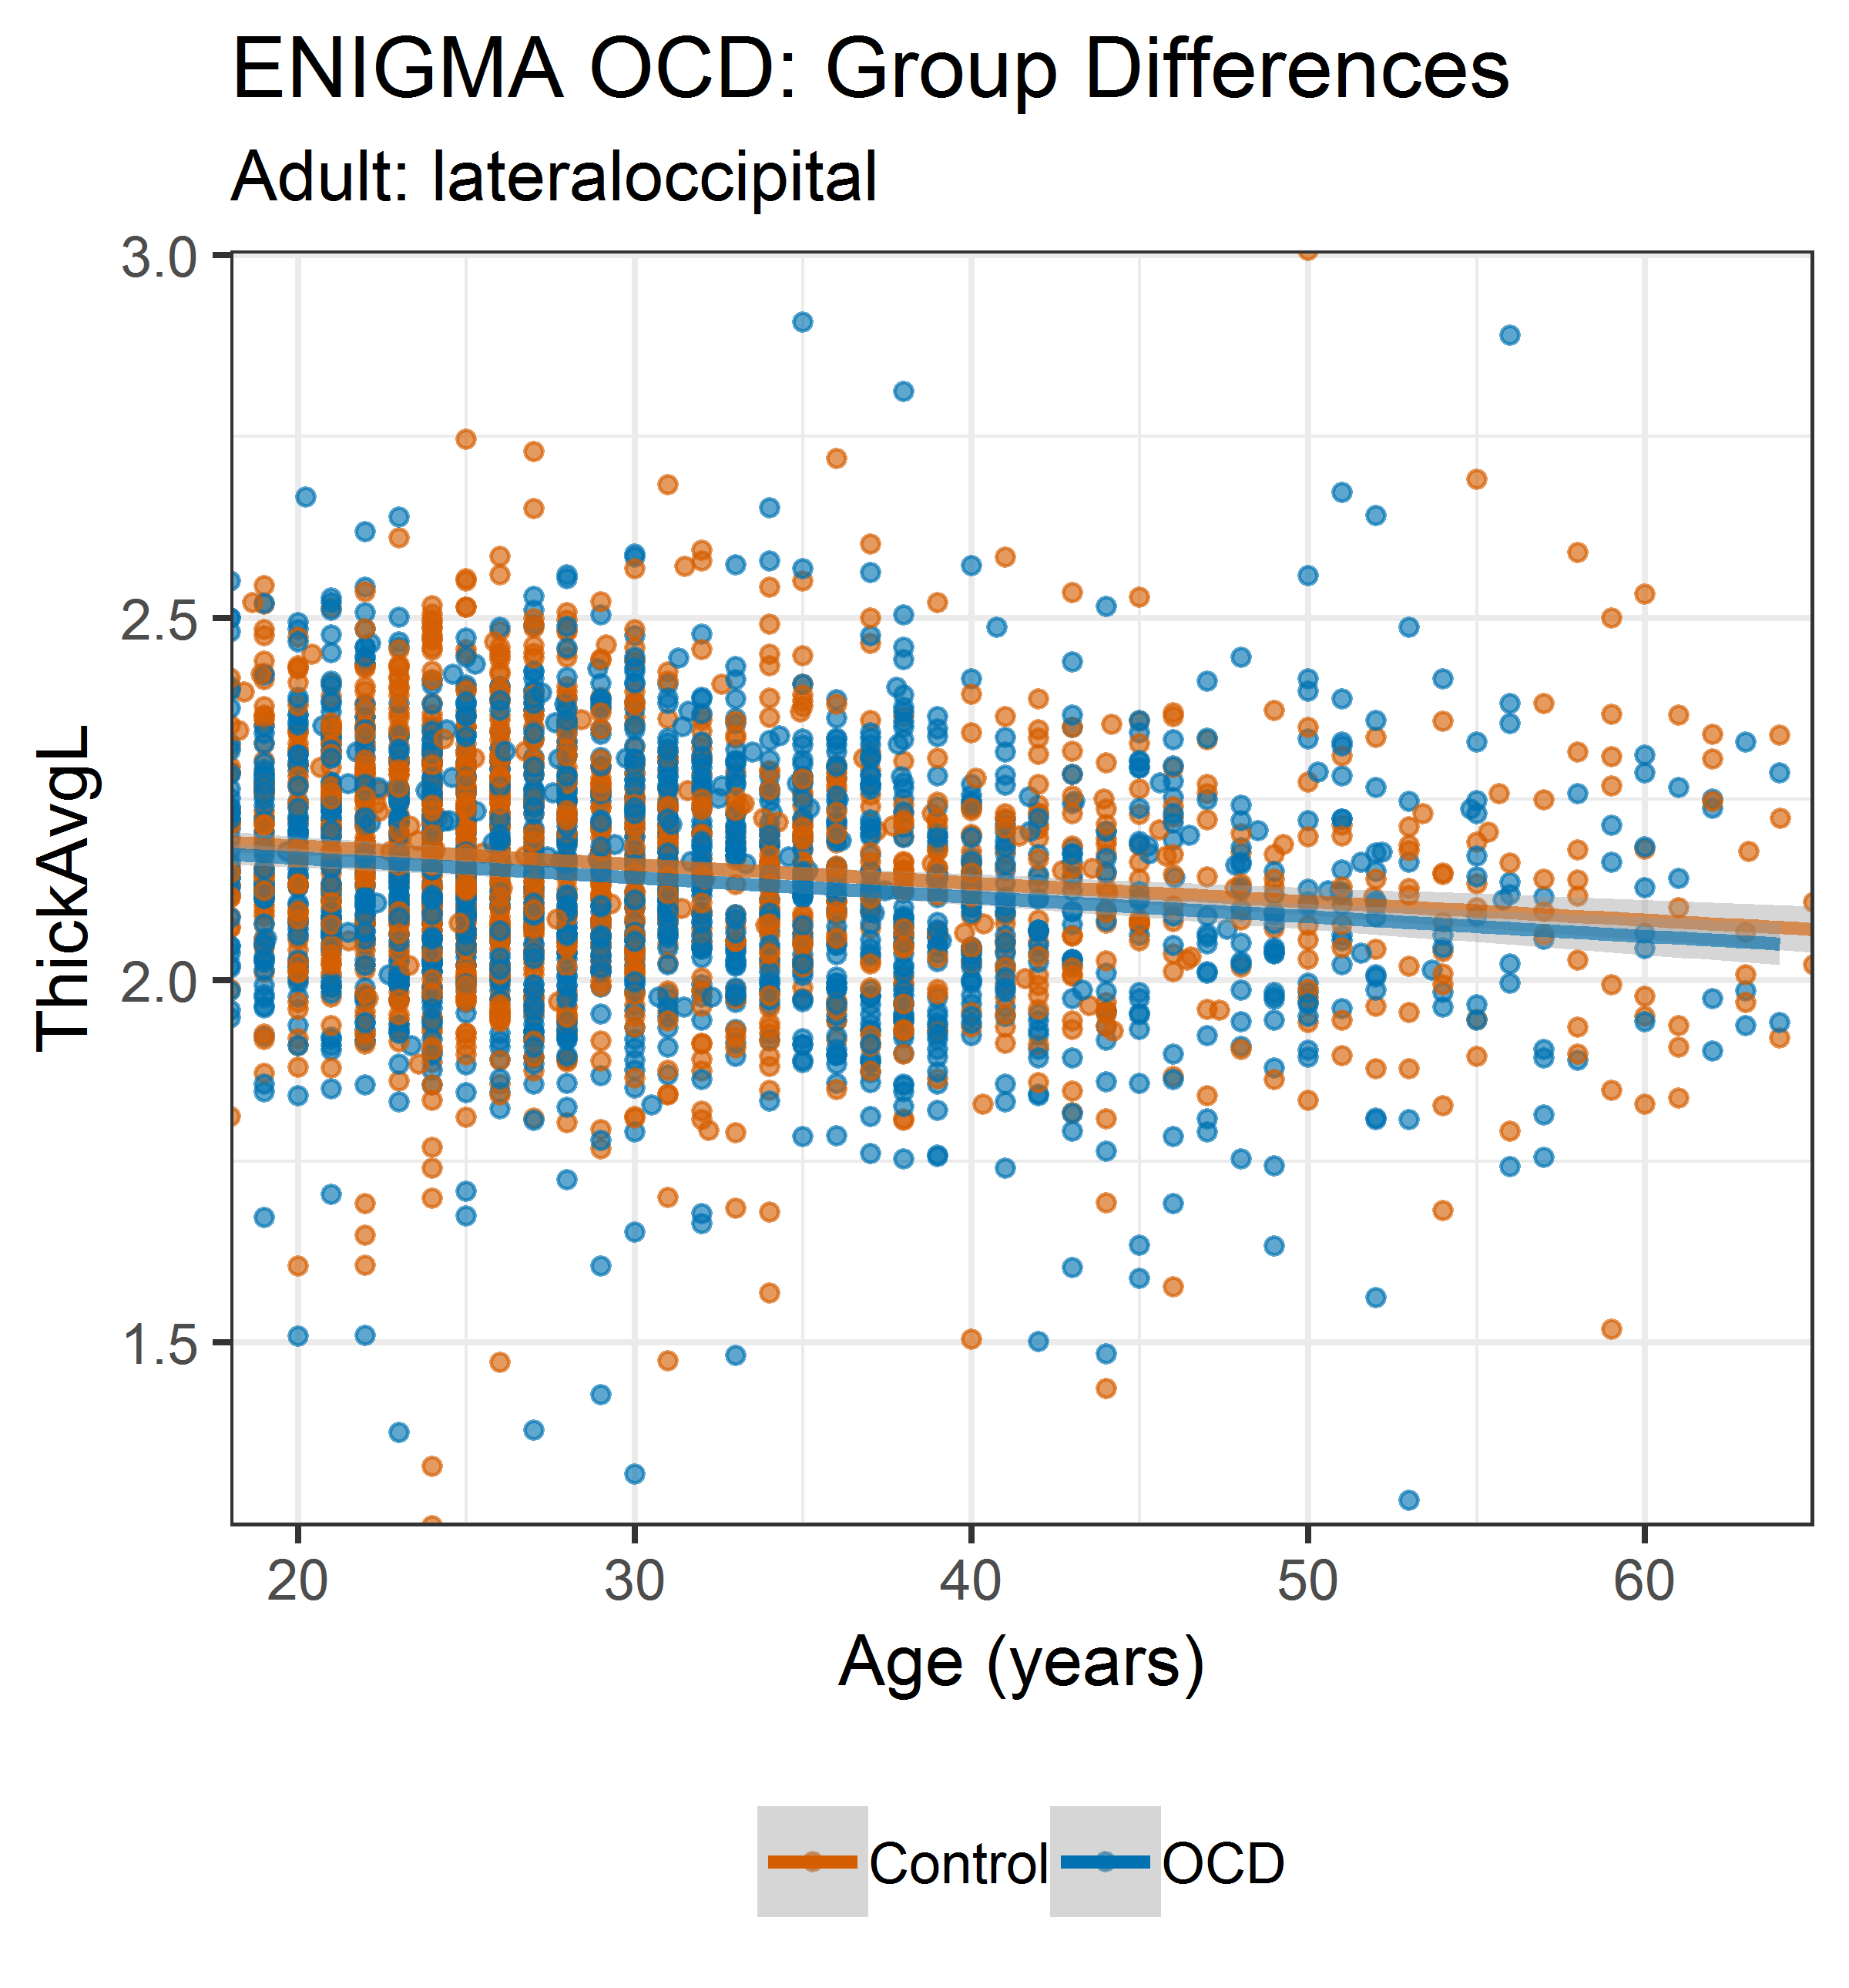 ENIGMA OCD: Group Differences
Adult: lateraloccipital
3.0
2.5
2.0
1.5
ThickAvgL
20 30 40 50 60
Age (years)
Control OCD